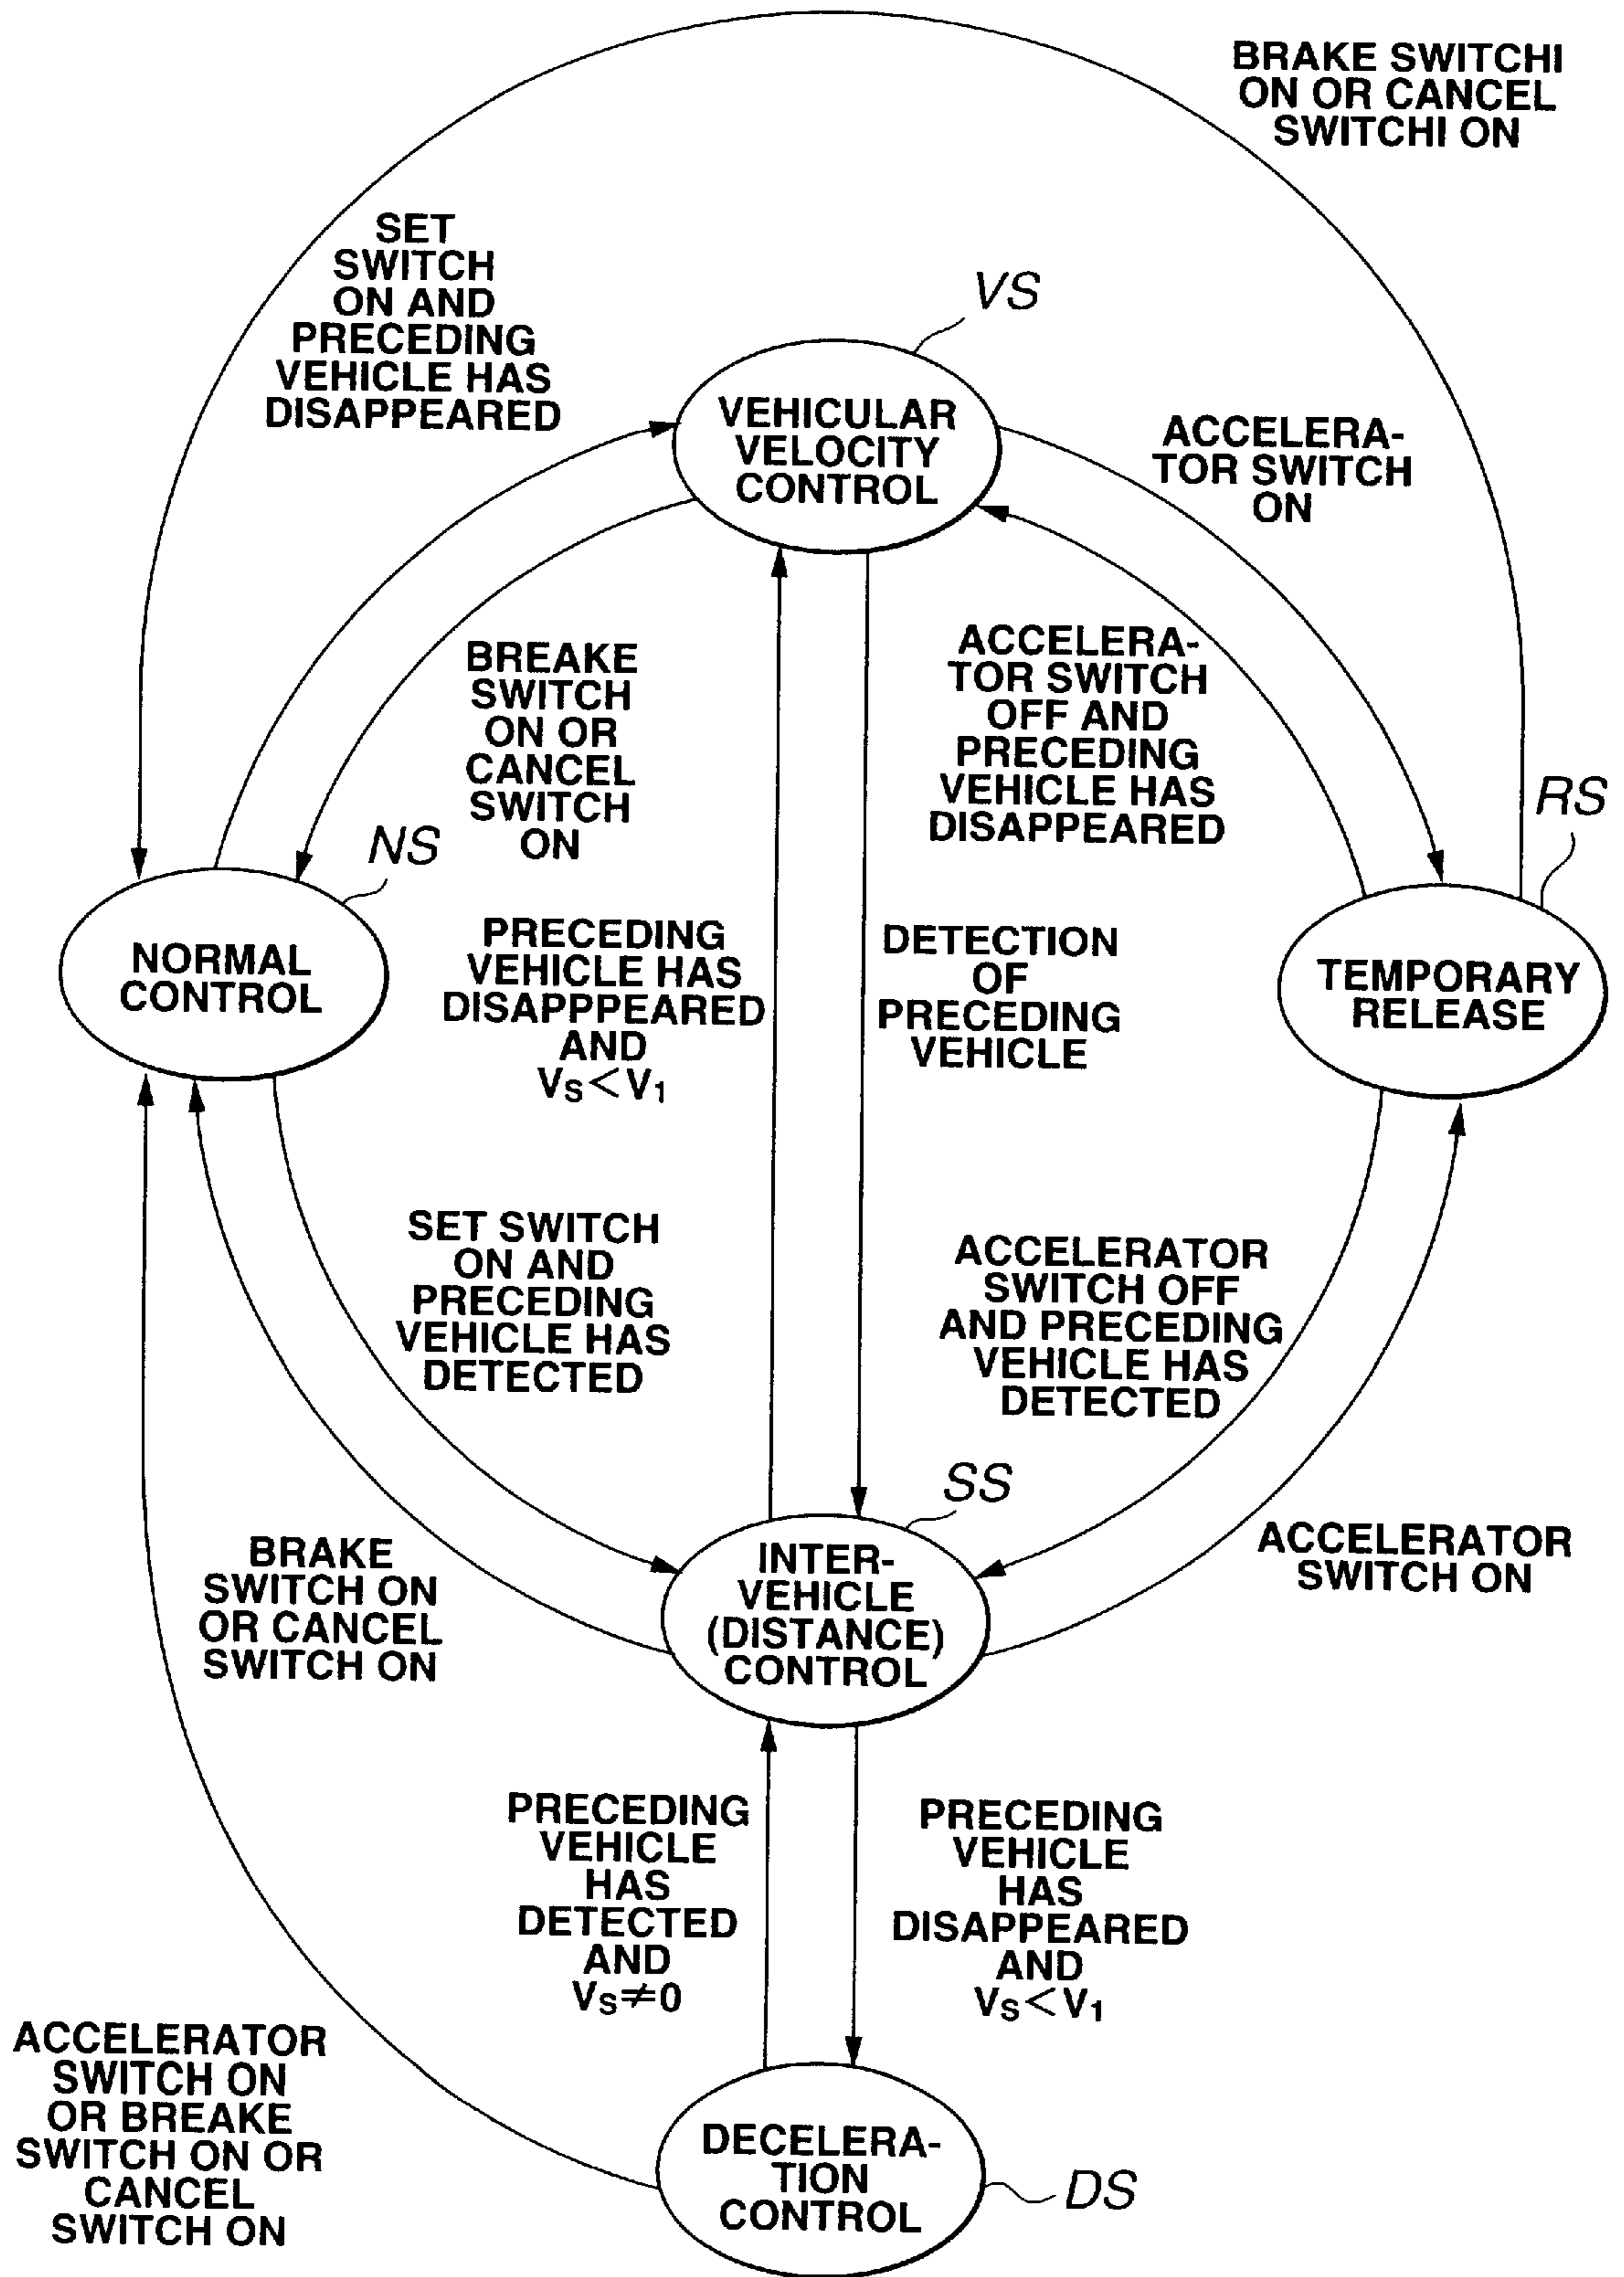 BRAKE SWITCHI
ON OR CANCEL
SWITCHI ON
SET
SWITCH
ON AND
PRECEDING
VEHICLE HAS
DISAPPEARED
VS
VEHICULAR
VELOCITY
CONTROL
ACCELERA-
TOR SWITCH
ON
BREAKE
SWITCH
ON OR
CANCEL
SWITCH
ON
ACCELERA-
TOR SWITCH
OFF AND
PRECEDING
VEHICLE HAS
DISAPPEARED
RS
NS
NORMAL
CONTROL
PRECEDING
VEHICLE HAS
DISAPPPEARED
AND
VS<V1
DETECTION
OF
PRECEDING
VEHICLE
TEMPORARY
RELEASE
SET SWITCH
ON AND
PRECEDING
VEHICLE HAS
DETECTED
ACCELERATOR
SWITCH OFF
AND PRECEDING
VEHICLE HAS
DETECTED
SS
BRAKE
SWITCH ON
OR CANCEL
SWITCH ON
INTER-
VEHICLE
(DISTANCE)
CONTROL
ACCELERATOR
SWITCH ON
PRECEDING
VEHICLE
HAS
DETECTED
AND
VS≠0
PRECEDING
VEHICLE
HAS
DISAPPEARED
AND
VS<V1
ACCELERATOR
SWITCH ON
OR BREAKE
SWITCH ON OR
CANCEL
SWITCH ON
DECELERA-
TION
CONTROL
DS